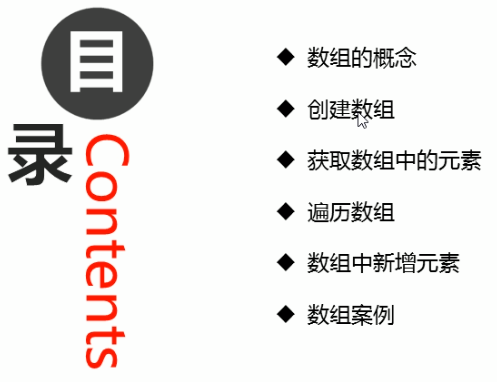 目录
Contents
数组的概念
创建数组
获取数组中的元素
遍历数组
数组中新增元素
数组案例